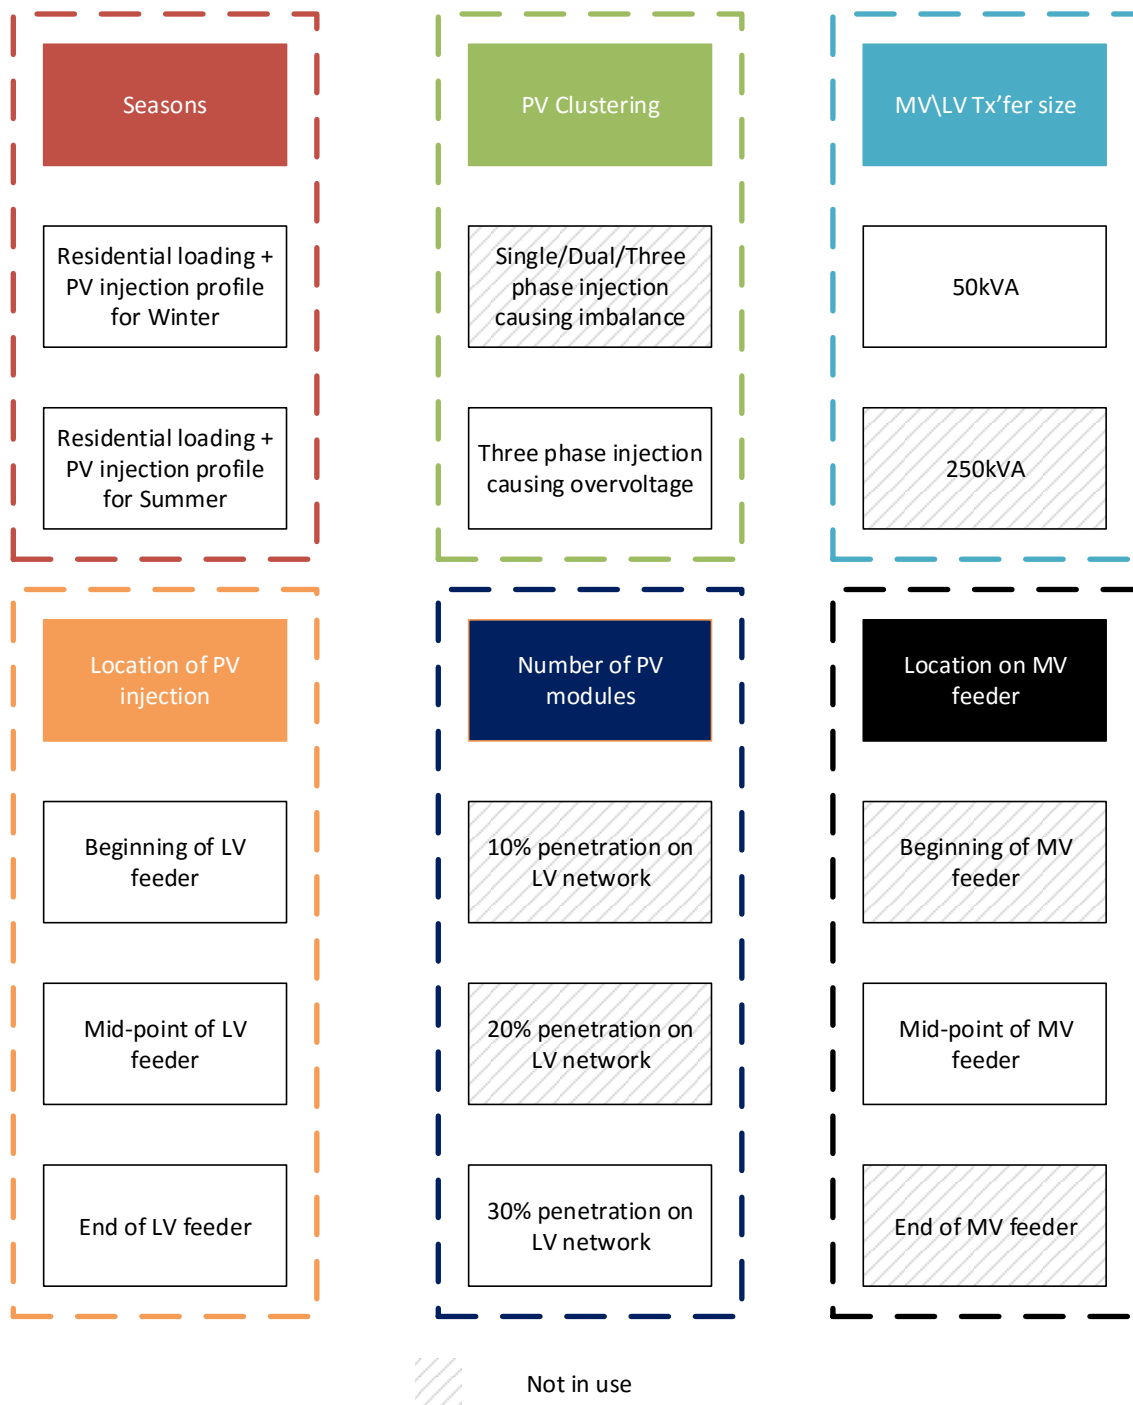 Seasons
Residential loading +
PV injection profile
for Winter
Residential loading +
PV injection profile
for Summer
PV Clustering
Single/Dual/Three
phase injection
causing imbalance
Three phase injection
causing overvoltage
MV\LV Tx’fer size
50kVA
250kVA
Location of PV
injection
Beginning of LV
feeder
Mid-point of LV
feeder
End of LV feeder
Number of PV
modules
10% penetration on
LV network
20% penetration on
LV network
30% penetration on
LV network
Location on MV
feeder
Beginning of MV
feeder
Mid-point of MV
feeder
End of MV feeder
Not in use